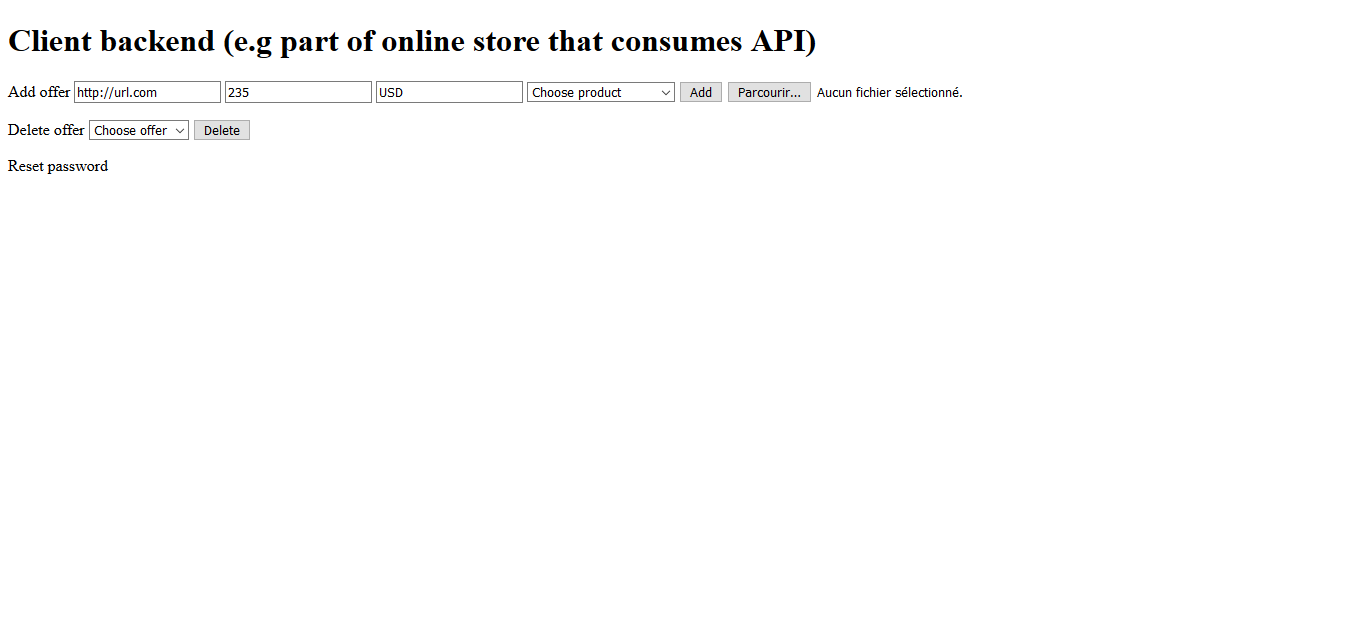 Client backend (e.g part of online store that consumes API)
Add offer http://url.com 235 USD Choose product Add Parcourir... Aucun fichier sélectionné.
Delete offer Choose offer Delete
Reset password